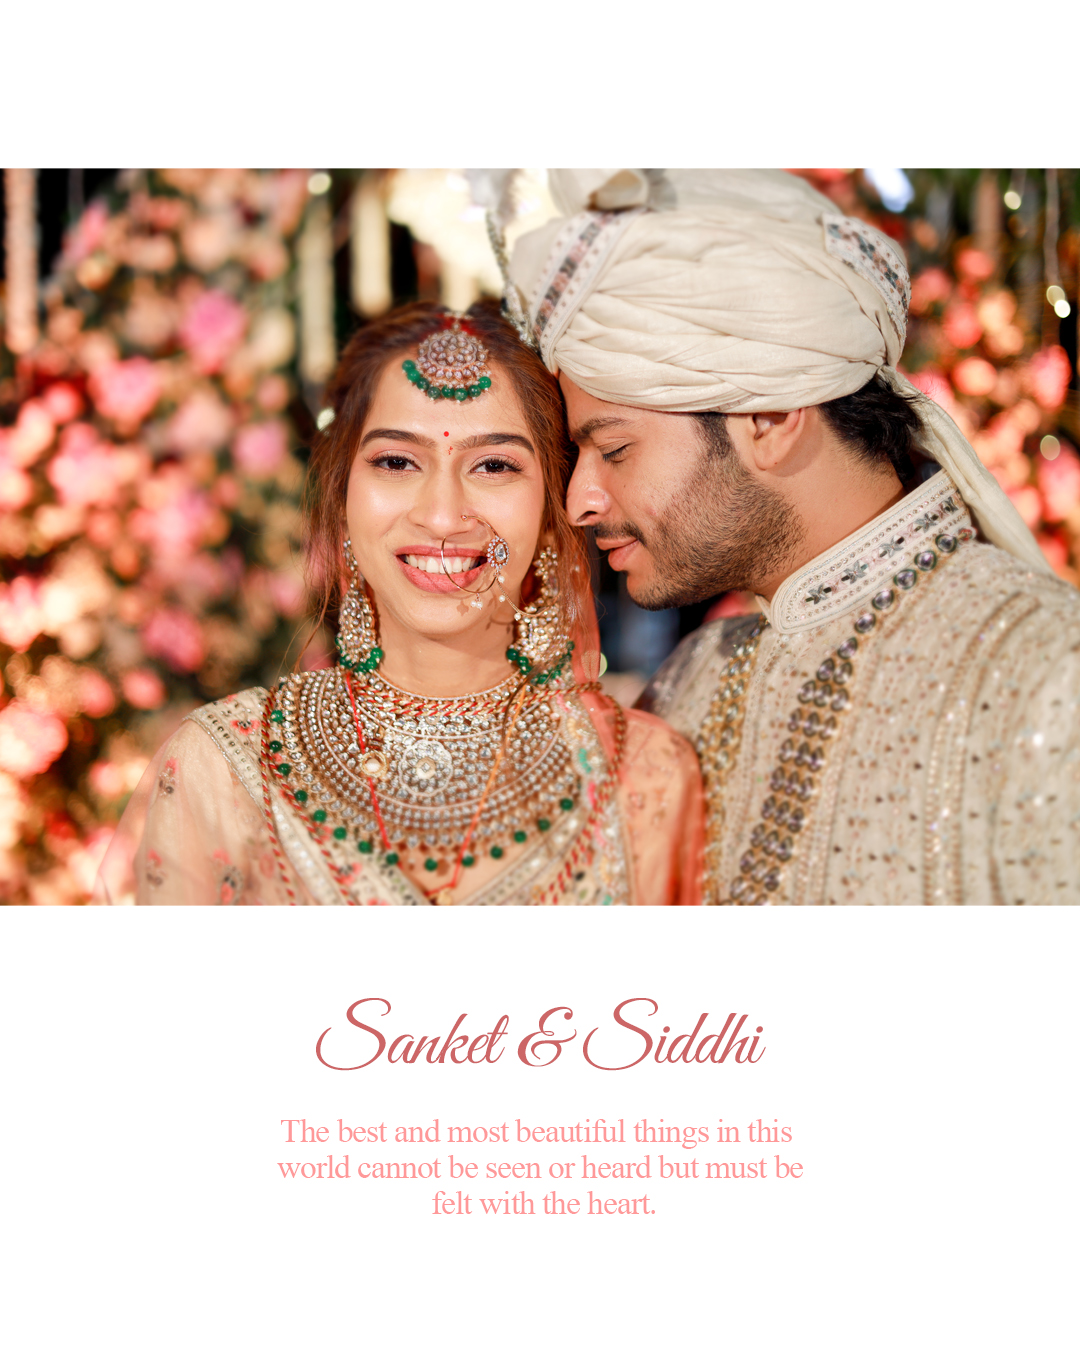 Sanket & Siddhi
The best and most beautiful things in this
world cannot be seen or heard but must be
felt with the heart.